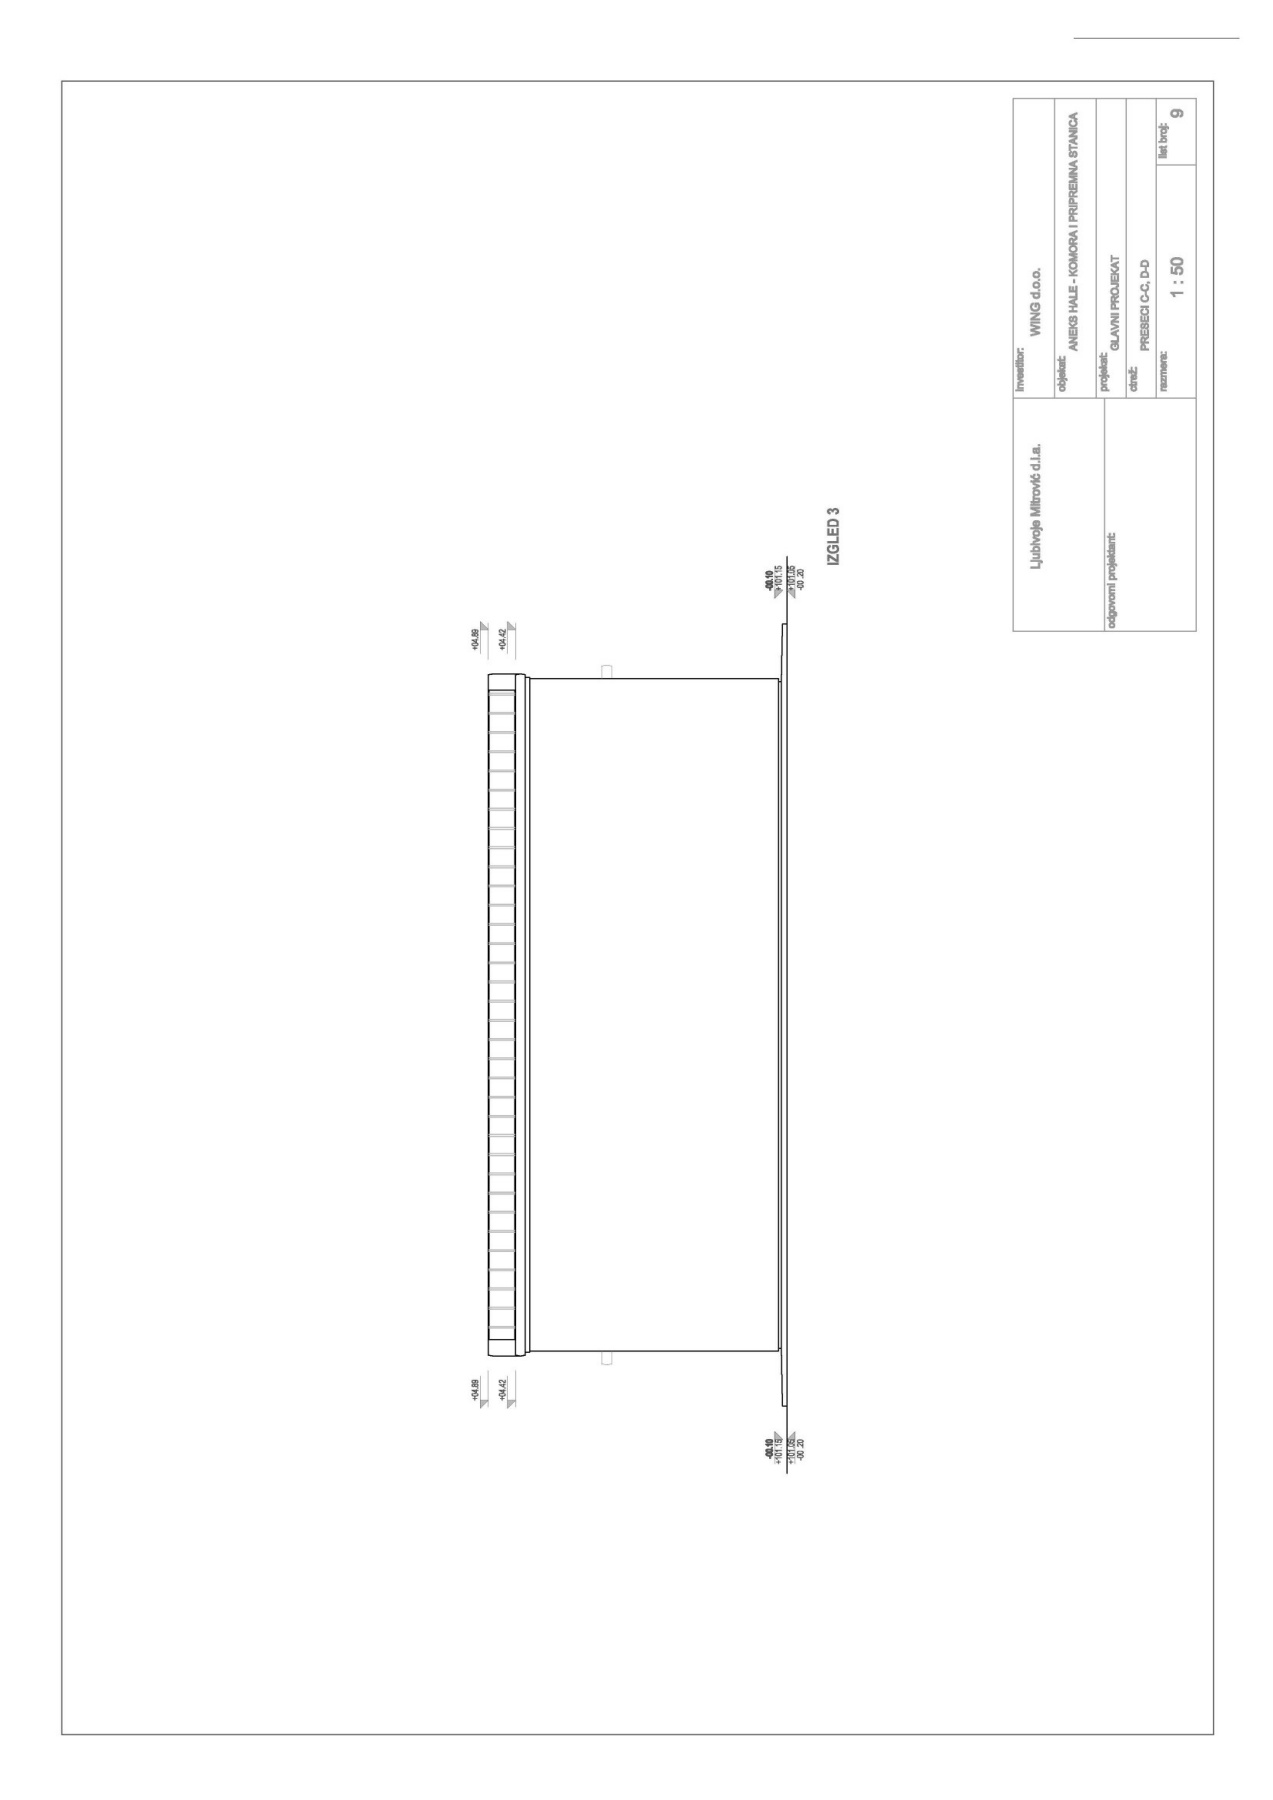 +04.89
+04.42
+04.89
+04.42
-00.10
+101.15
+101.05
-00.20
-00.10
+101.15
+101.05
-00.20
IZGLED 3
Ljubivoje Mitrović d.i.a.
odgovorni projektant:
investitor:
WING d.o.o.
objekat:
ANEKS HALE - KOMORA I PRIPREMNA STANICA
projekat:
GLAVNI PROJEKAT
crtež:
PRESECI C-C, D-D
razmera:
1 : 50
list broj:
9